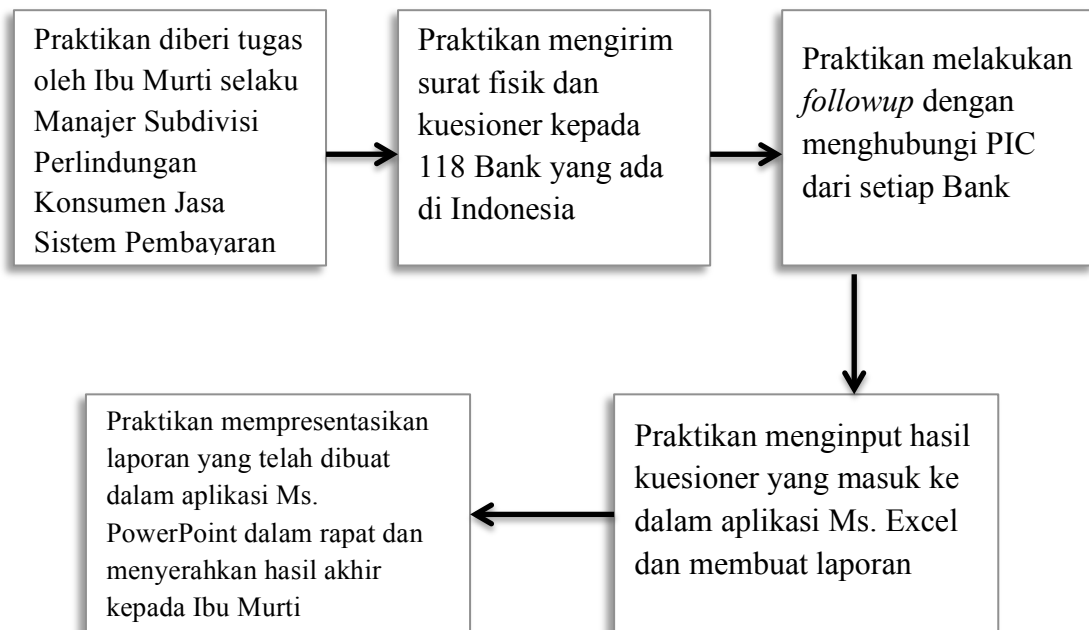 Praktikan diberi tugas
oleh Ibu Murti selaku
Manajer Subdivisi
Perlindungan
Konsumen Jasa
Sistem Pembayaran
Praktikan mengirim
surat fisik dan
kuesioner kepada
118 Bank yang ada
di Indonesia
Praktikan melakukan
followup dengan
menghubungi PIC
dari setiap Bank
Praktikan menginput hasil
kuesioner yang masuk ke
dalam aplikasi Ms. Excel
dan membuat laporan
Praktikan mempresentasikan
laporan yang telah dibuat
dalam aplikasi Ms.
PowerPoint dalam rapat dan
menyerahkan hasil akhir
kepada Ibu Murti